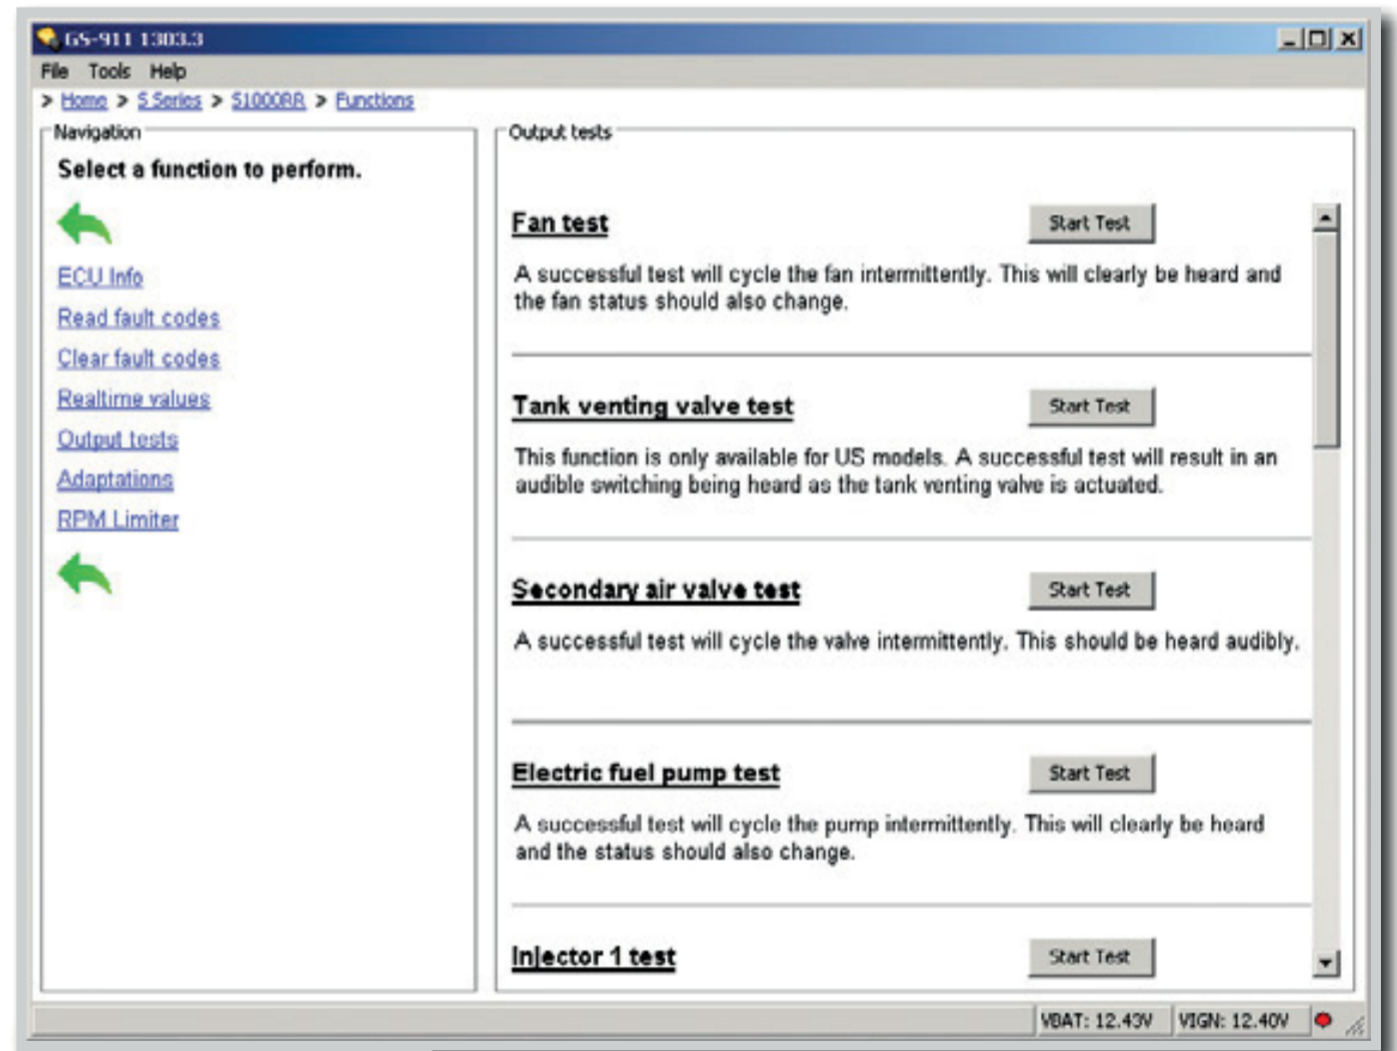 GS-911 1303.3
File Tools Help
> Home > S Series > S1000RR > Functions
Navigation
Select a function to perform.
ECU Info
Read fault codes
Clear fault codes
Realtime values
Output tests
Adaptations
RPM Limiter
Output tests
Fan test
Start Test
A successful test will cycle the fan intermittently. This will clearly be heard and
the fan status should also change.
Tank venting valve test
Start Test
This function is only available for US models. A successful test will result in an
audible switching being heard as the tank venting valve is actuated.
Secondary air valve test
Start Test
A successful test will cycle the valve intermittently. This should be heard audibly.
Electric fuel pump test
Start Test
A successful test will cycle the pump intermittently. This will clearly be heard
and the status should also change.
Injector 1 test
Start Test
VBAT: 12.43V VIGN: 12.40V